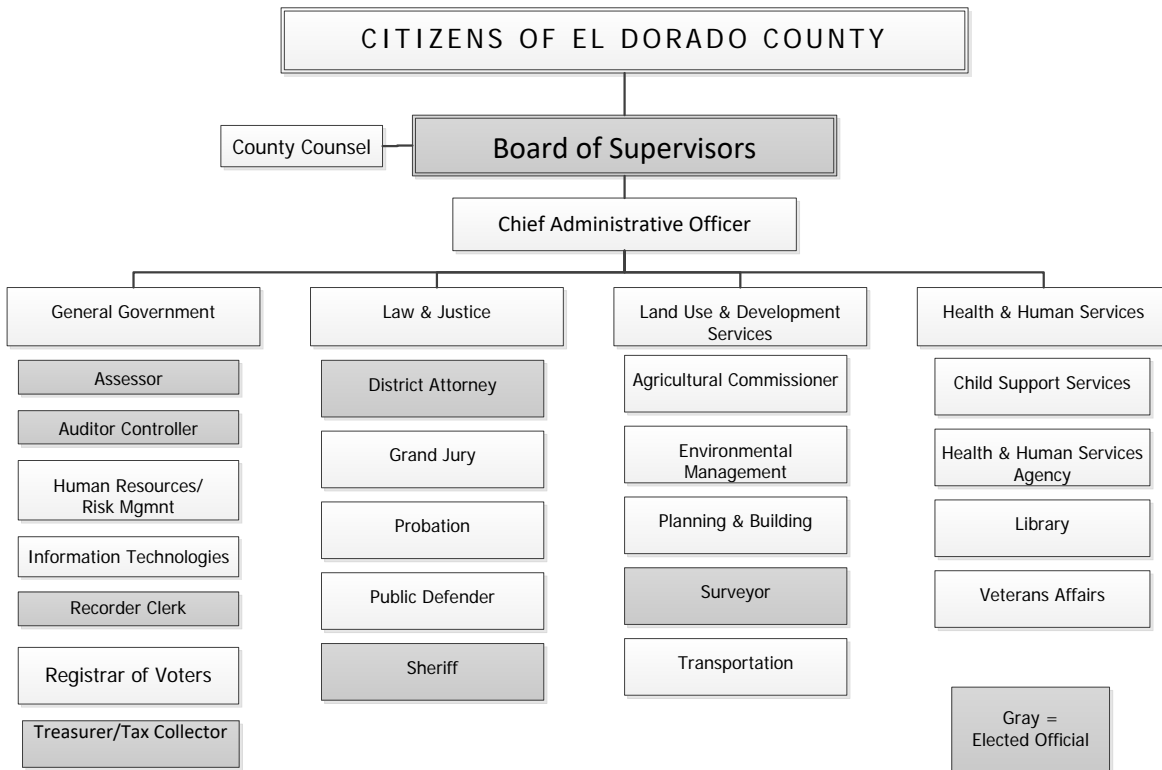 CITIZENS OF EL DORADO COUNTY
County Counsel
Board of Supervisors
Chief Administrative Officer
General Government
Assessor
Auditor Controller
Human Resources/
Risk Mgmnt
Information Technologies
Recorder Clerk
Registrar of Voters
Treasurer/Tax Collector
Law & Justice
District Attorney
Grand Jury
Probation
Public Defender
Sheriff
Land Use & Development
Services
Agricultural Commissioner
Environmental
Management
Planning & Building
Surveyor
Transportation
Health & Human Services
Child Support Services
Health & Human Services
Agency
Library
Veterans Affairs
Gray =
Elected Official